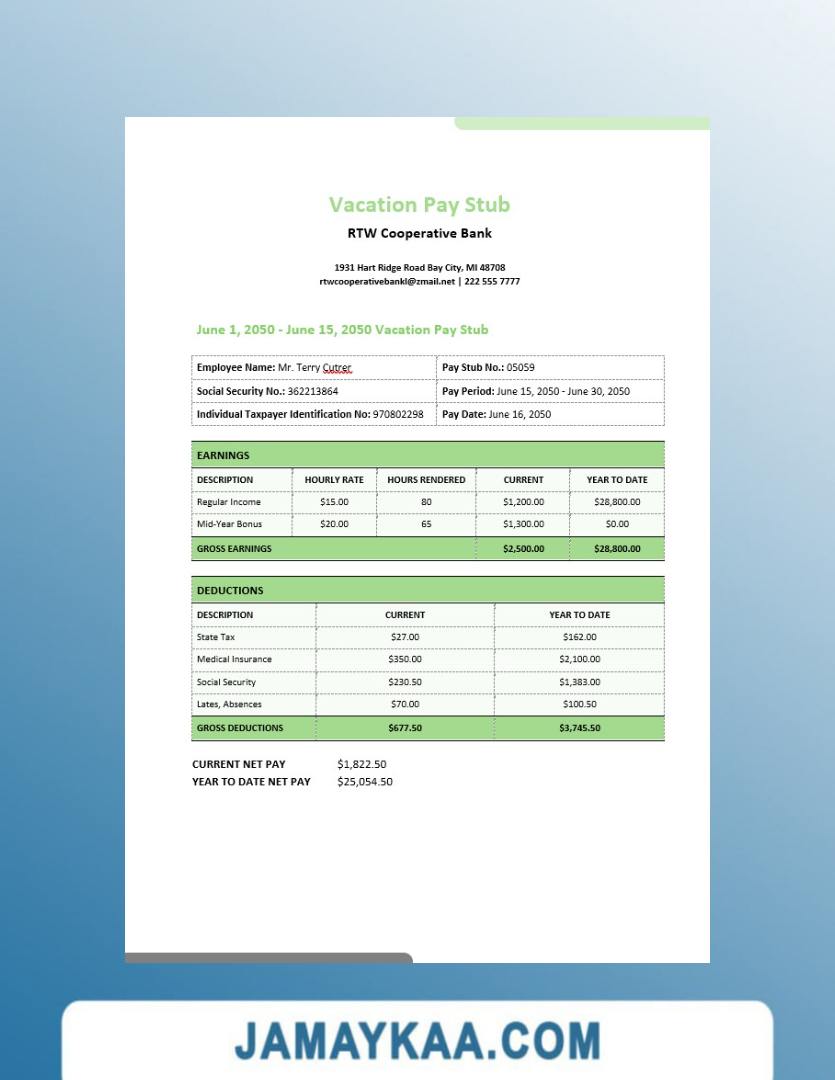 Vacation Pay Stub
RTW Cooperative Bank
1931 Hart Ridge Road Bay City, MI 48708
rtwcooperativebankl@zmail.net | 222 555 7777
June 1, 2050 - June 15, 2050 Vacation Pay Stub
Employee Name: Mr. Terry Cutrer Pay Stub No.: 05059
Social Security No.: 362213864 Pay Period: June 15, 2050 - June 30, 2050
Individual Taxpayer Identification No: 970802298 Pay Date: June 16, 2050
EARNINGS
DESCRIPTION HOURLY RATE HOURS RENDERED CURRENT YEAR TO DATE
Regular Income $15.00 80 $1,200.00 $28,800.00
Mid-Year Bonus $20.00 65 $1,300.00 $0.00
GROSS EARNINGS $2,500.00 $28,800.00
DEDUCTIONS
DESCRIPTION CURRENT YEAR TO DATE
State Tax $27.00 $162.00
Medical Insurance $350.00 $2,100.00
Social Security $230.50 $1,383.00
Lates, Absences $70.00 $100.50
GROSS DEDUCTIONS $677.50 $3,745.50
CURRENT NET PAY $1,822.50
YEAR TO DATE NET PAY $25,054.50
JAMAYKAA.COM